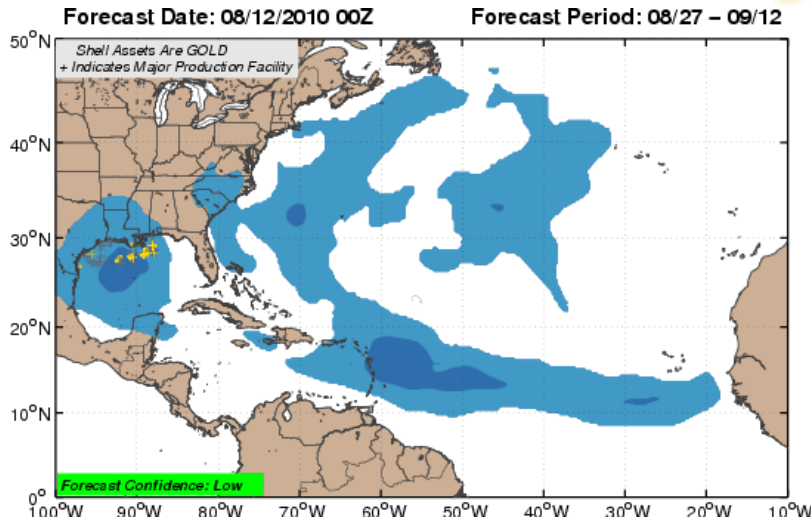 Forecast Date: 08/12/2010 00Z Forecast Period: 08/27 – 09/12
50°N
Shell Assets Are GOLD
+ Indicates Major Production Facility
40°N
30°N
20°N
10°N
Forecast Confidence: Low
0°
100°W 90°W 80°W 70°W 60°W 50°W 40°W 30°W 20°W 10°W